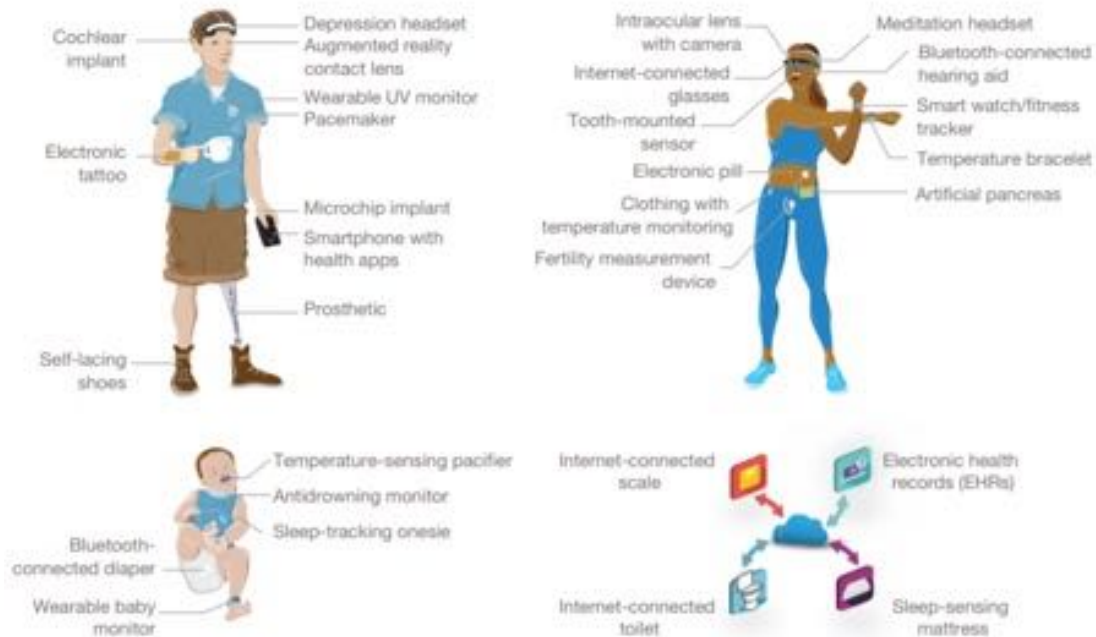 Cochlear
implant
Depression headset
Augmented reality
contact lens
Wearable UV monitor
Pacemaker
Electronic
tattoo
Microchip implant
Smartphone with
health apps
Prosthetic
Self-lacing
shoes
Intraocular lens
with camera
Internet-connected
glasses
Tooth-mounted
sensor
Electronic pill
Clothing with
temperature monitoring
Fertility measurement
device
Meditation headset
Bluetooth-connected
hearing aid
Smart watch/fitness
tracker
Temperature bracelet
Artificial pancreas
Temperature-sensing pacifier
Antidrowning monitor
Sleep-tracking onesie
Bluetooth-
connected diaper
Wearable baby
monitor
Internet-connected
scale
Electronic health
records (EHRs)
Internet-connected
toilet
Sleep-sensing
mattress